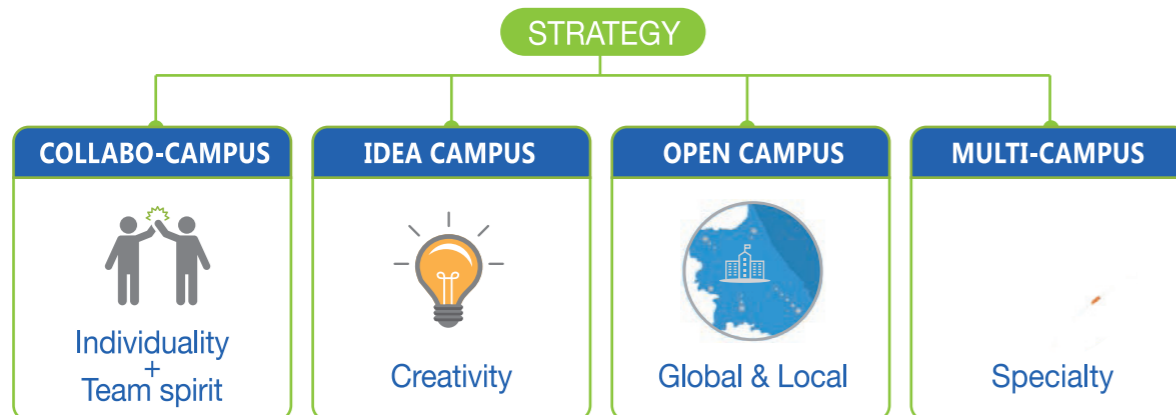 STRATEGY
COLLABO-CAMPUS
Individuality
+
Team spirit
IDEA CAMPUS
Creativity
OPEN CAMPUS
Global & Local
MULTI-CAMPUS
Specialty